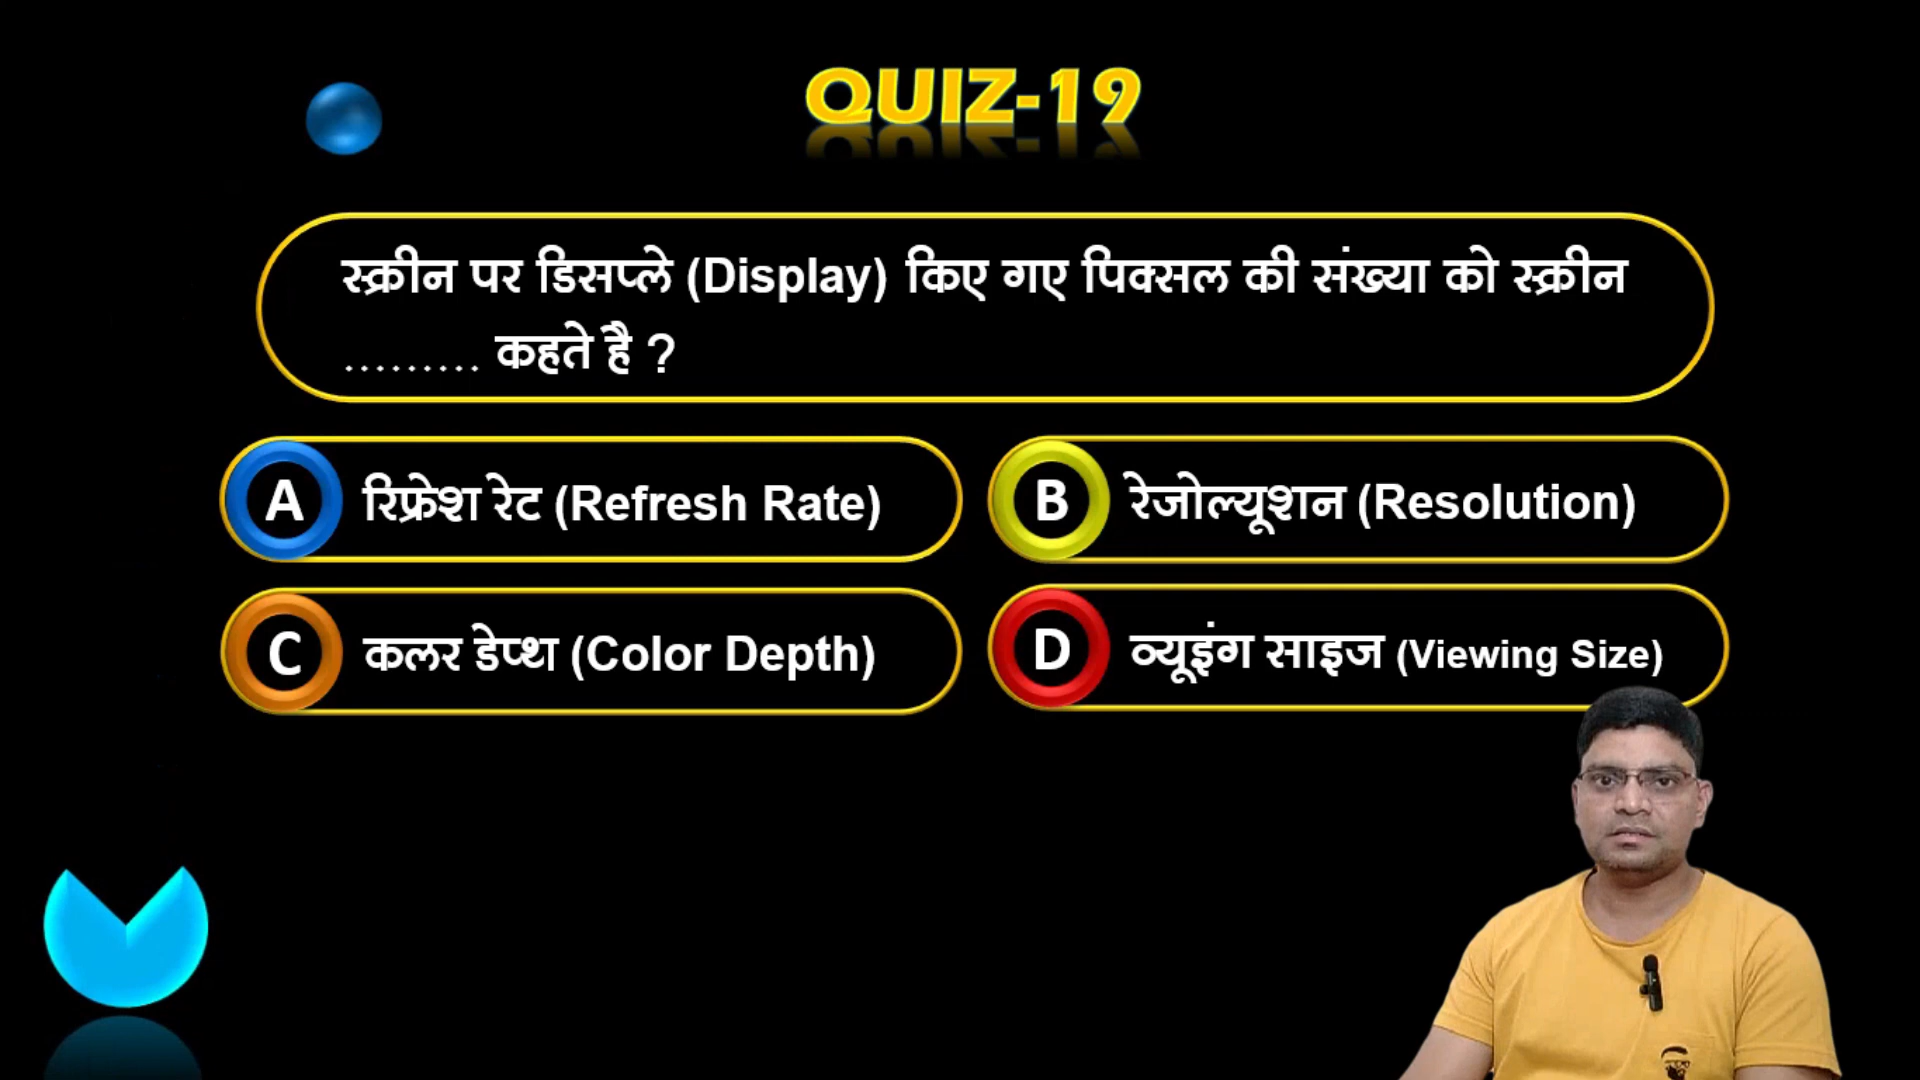 QUIZ-19
स्क्रीन पर डिसप्ले (Display) किए गए पिक्सल की संख्या को स्क्रीन
......... कहते है ?
A रिफ्रेश रेट (Refresh Rate)
B रेजोल्यूशन (Resolution)
C कलर डेप्थ (Color Depth)
D व्यूइंग साइज (Viewing Size)